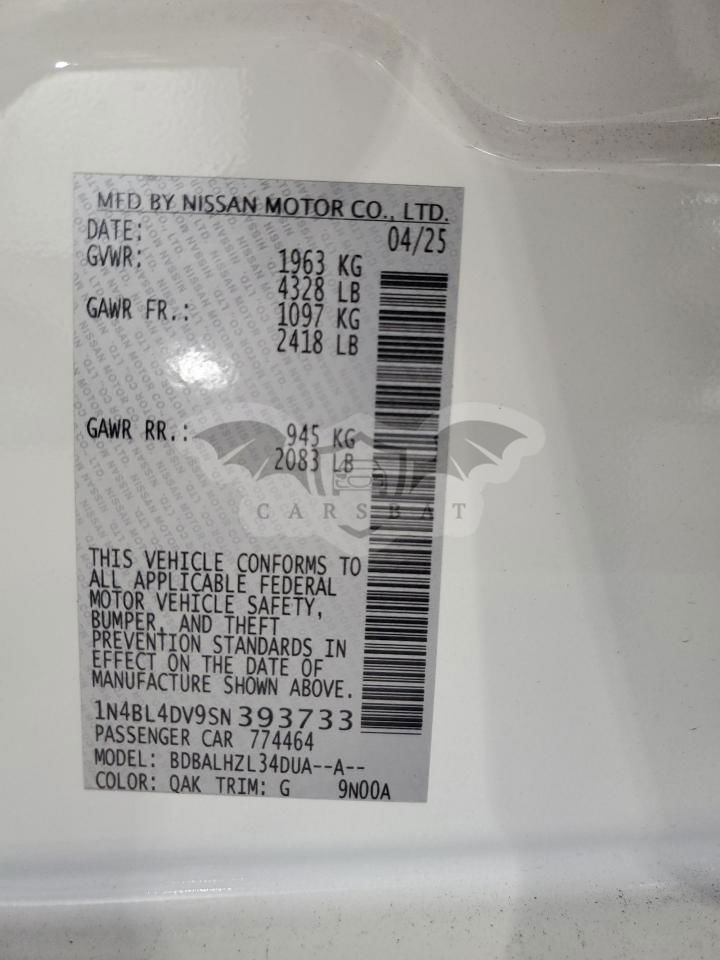 MFD BY NISSAN MOTOR CO., LTD.
DATE: 04/25
GVWR: 1963 KG
4328 LB
GAWR FR.: 1097 KG
2418 LB
GAWR RR.: 945 KG
2083 LB
CARSBAT
THIS VEHICLE CONFORMS TO
ALL APPLICABLE FEDERAL
MOTOR VEHICLE SAFETY,
BUMPER, AND THEFT
PREVENTION STANDARDS IN
EFFECT ON THE DATE OF
MANUFACTURE SHOWN ABOVE.
1N4BL4DV9SN393733
PASSENGER CAR 774464
MODEL: BDBALHZL34DUA--A--
COLOR: QAK TRIM: G 9N00A